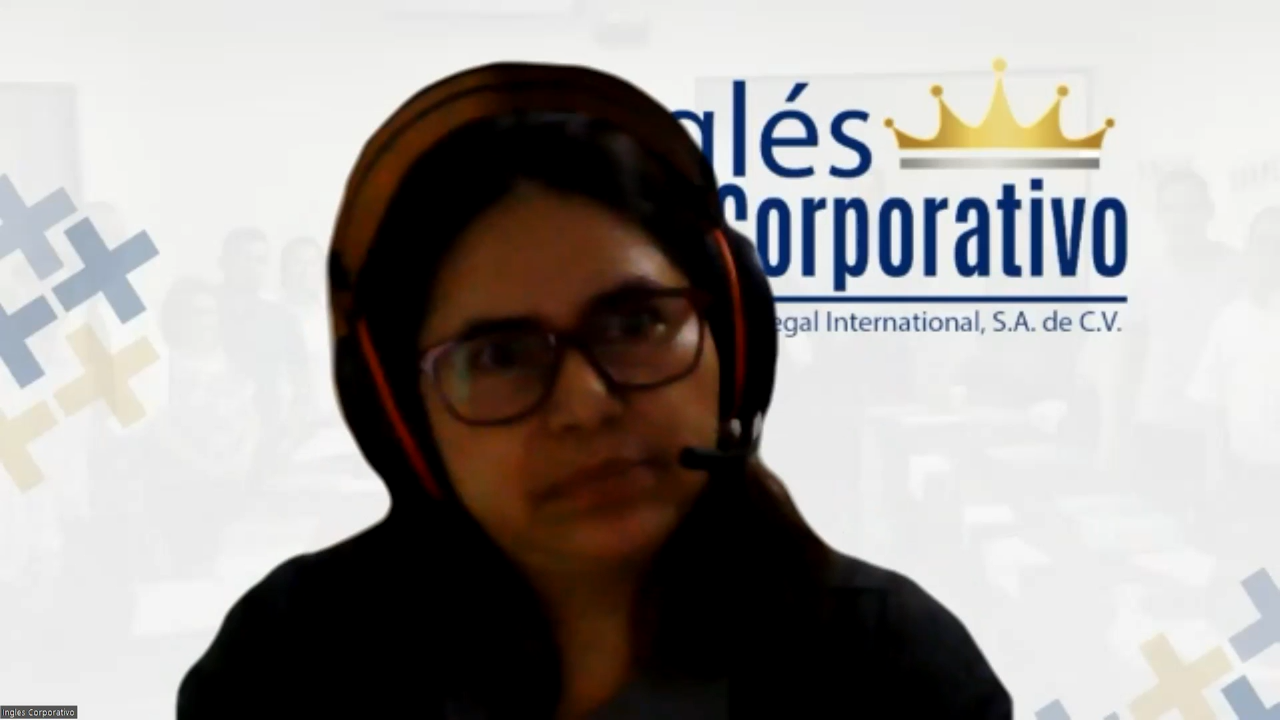 glés
Corporativo
egal International, S.A. de C.V.
Ingles Corporativo